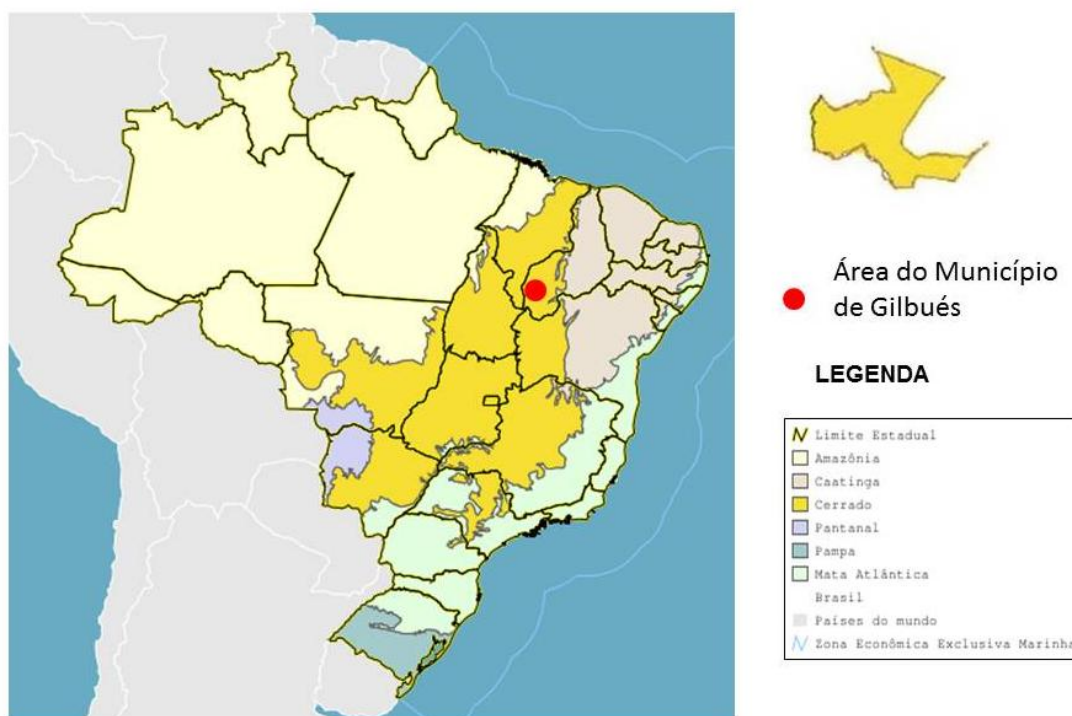 Área do Município
de Gilbués
LEGENDA
Limite Estadual
Amazônia
Caatinga
Cerrado
Pantanal
Pampa
Mata Atlântica
Brasil
Países do mundo
Zona Econômica Exclusiva Marinha